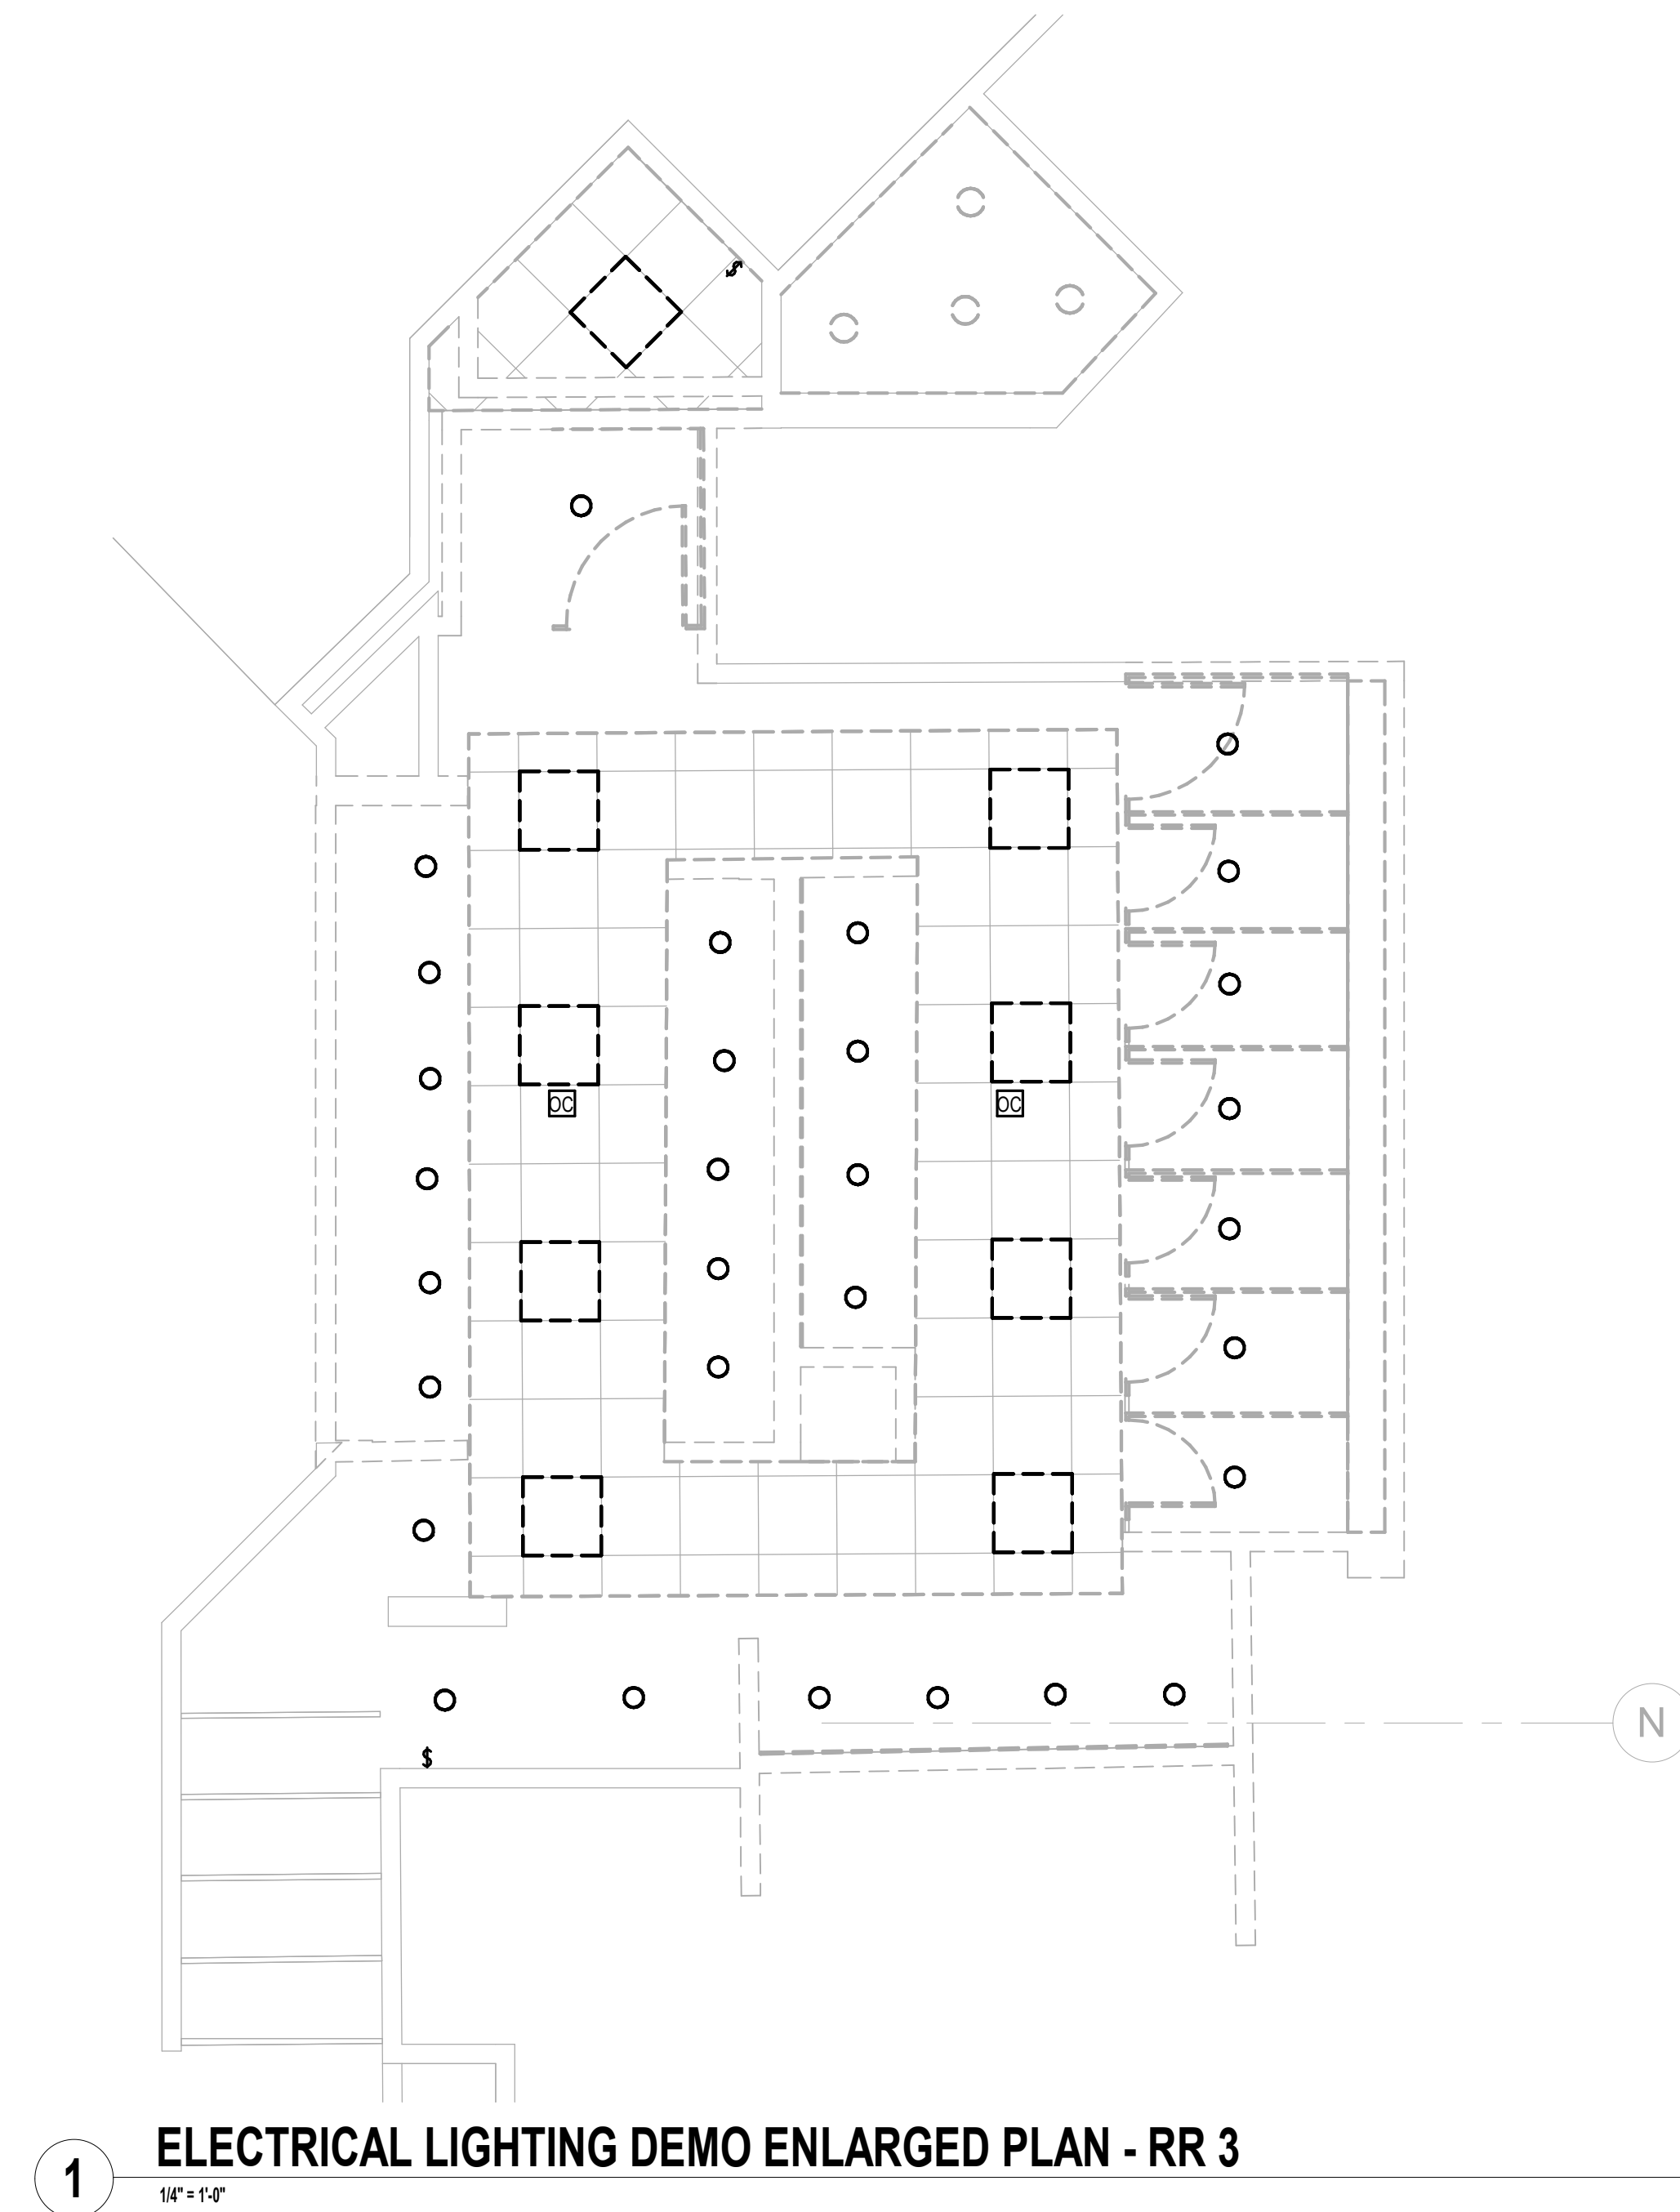 $
OC OC
N
$
1
ELECTRICAL LIGHTING DEMO ENLARGED PLAN - RR 3
1/4" = 1'-0"